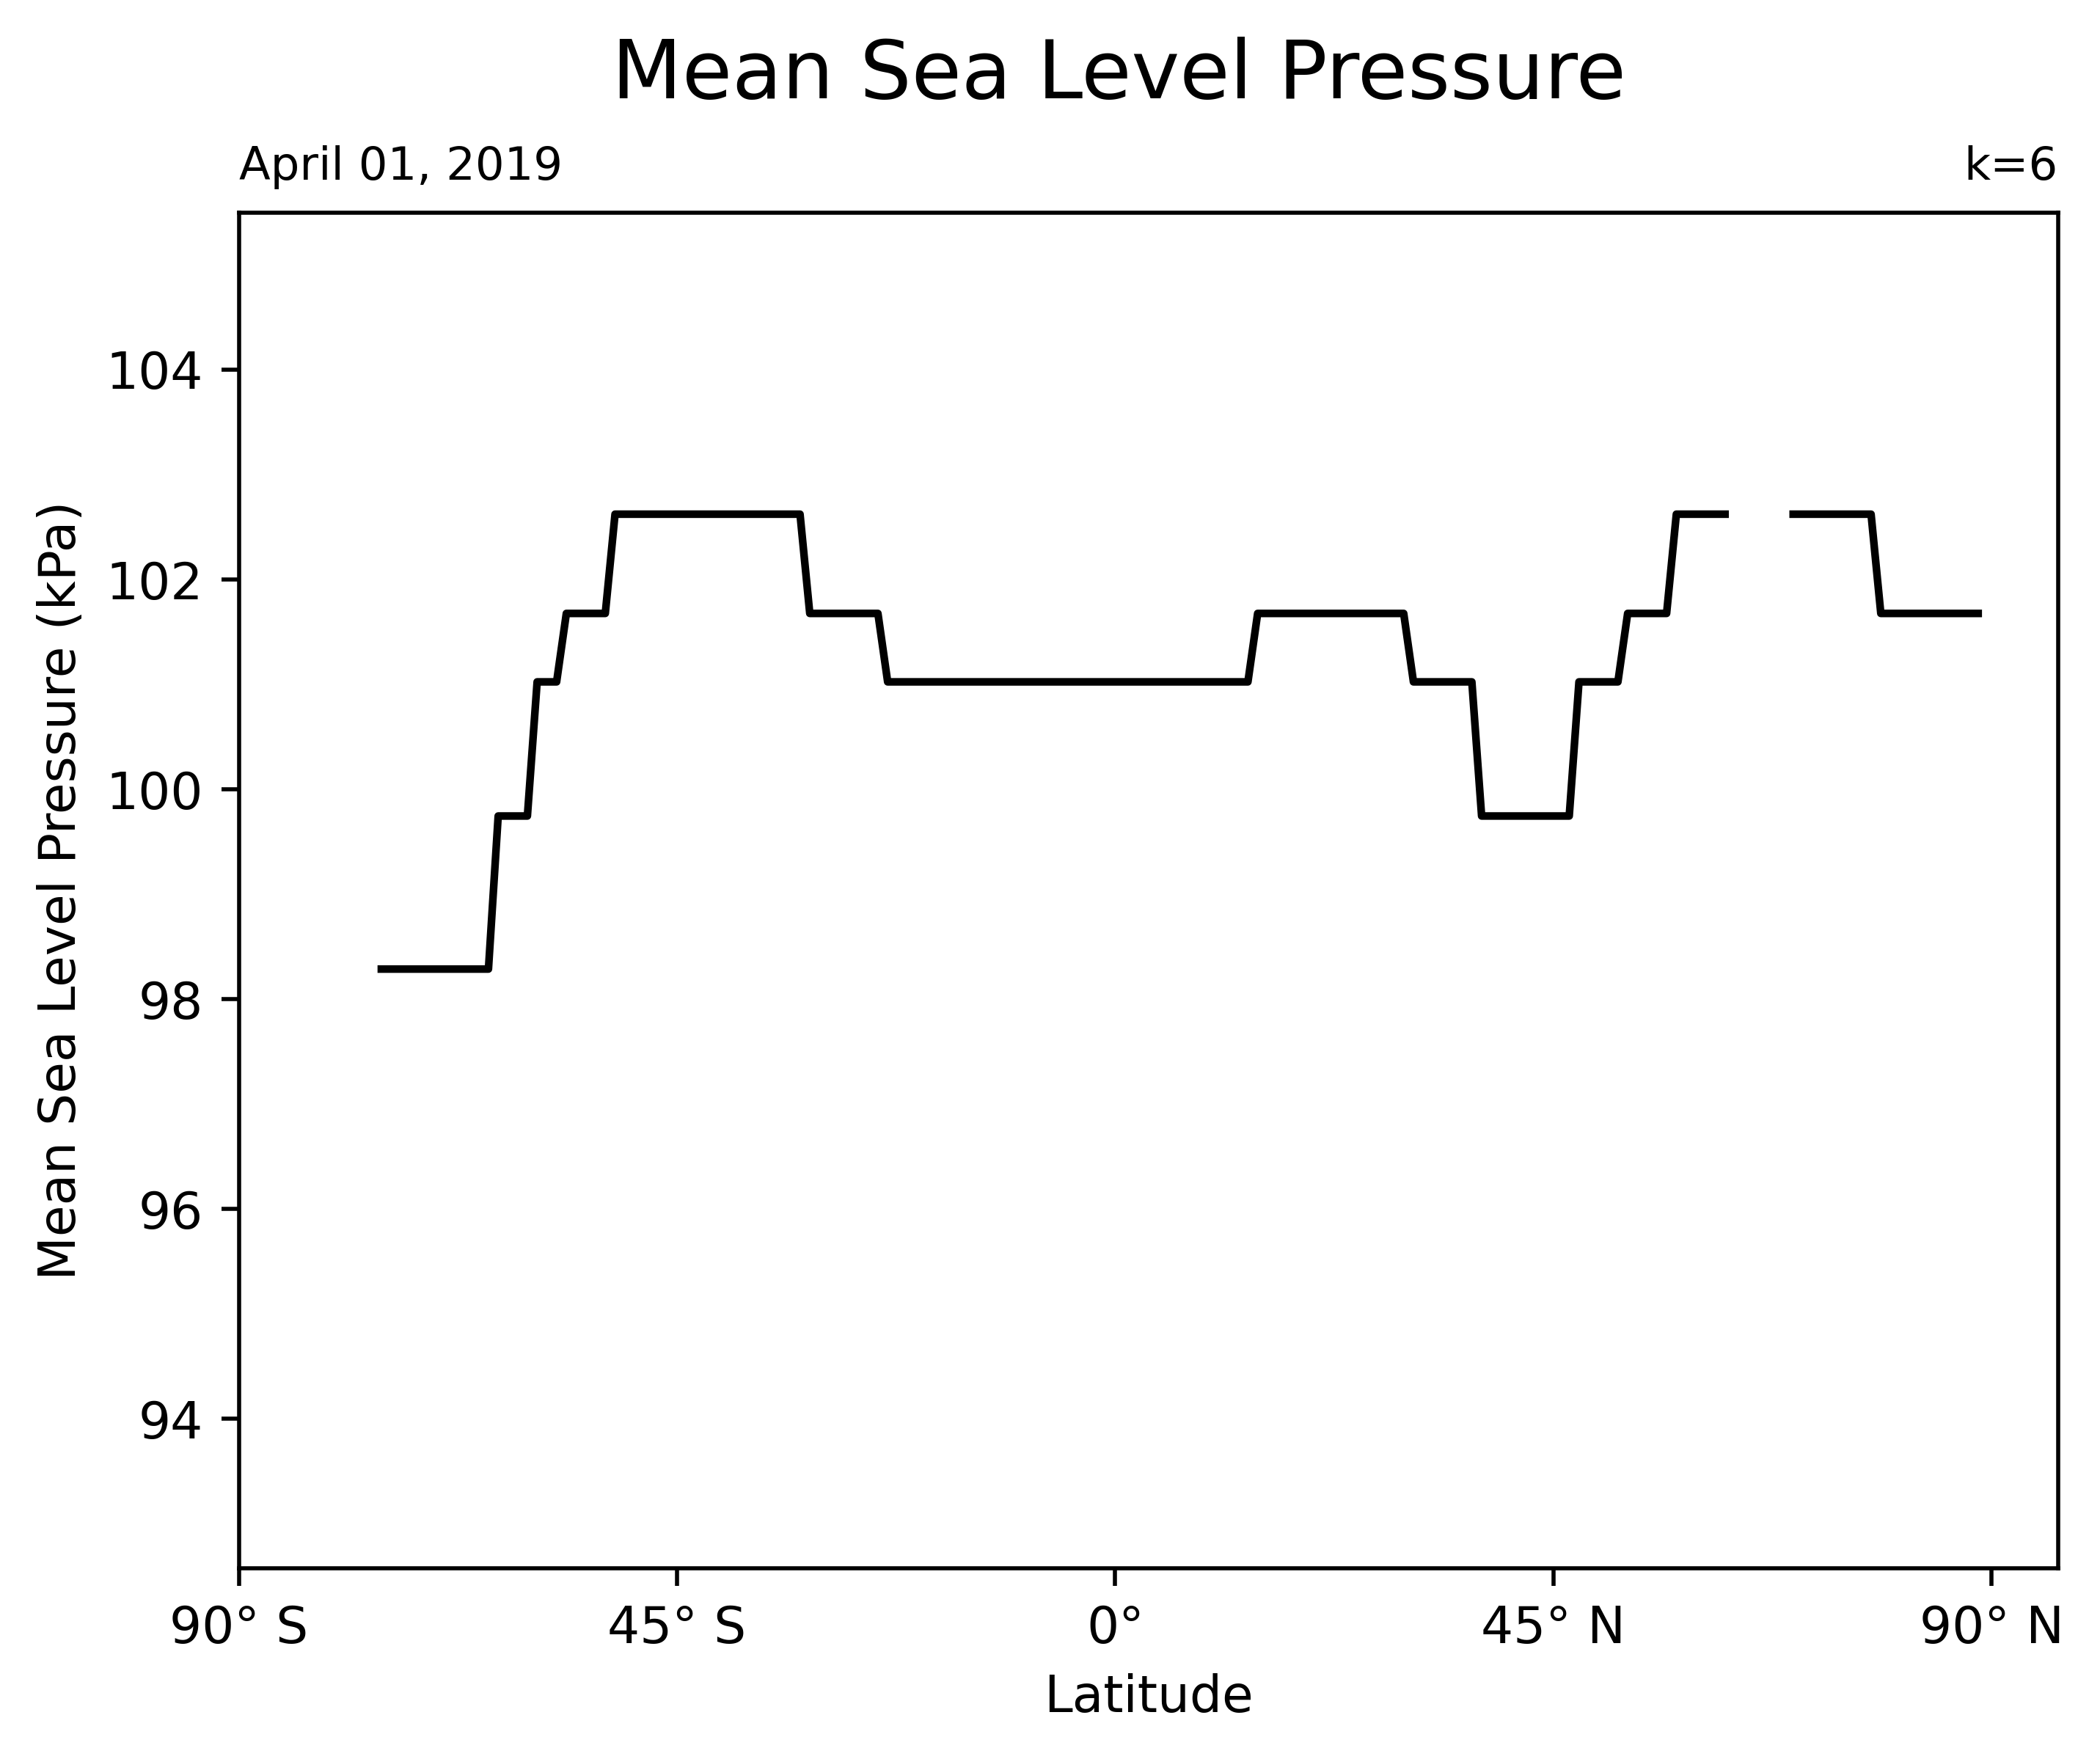 Mean Sea Level Pressure
April 01, 2019
k=6
104
102
100
98
96
94
Mean Sea Level Pressure (kPa)
90° S
45° S
0°
45° N
90° N
Latitude